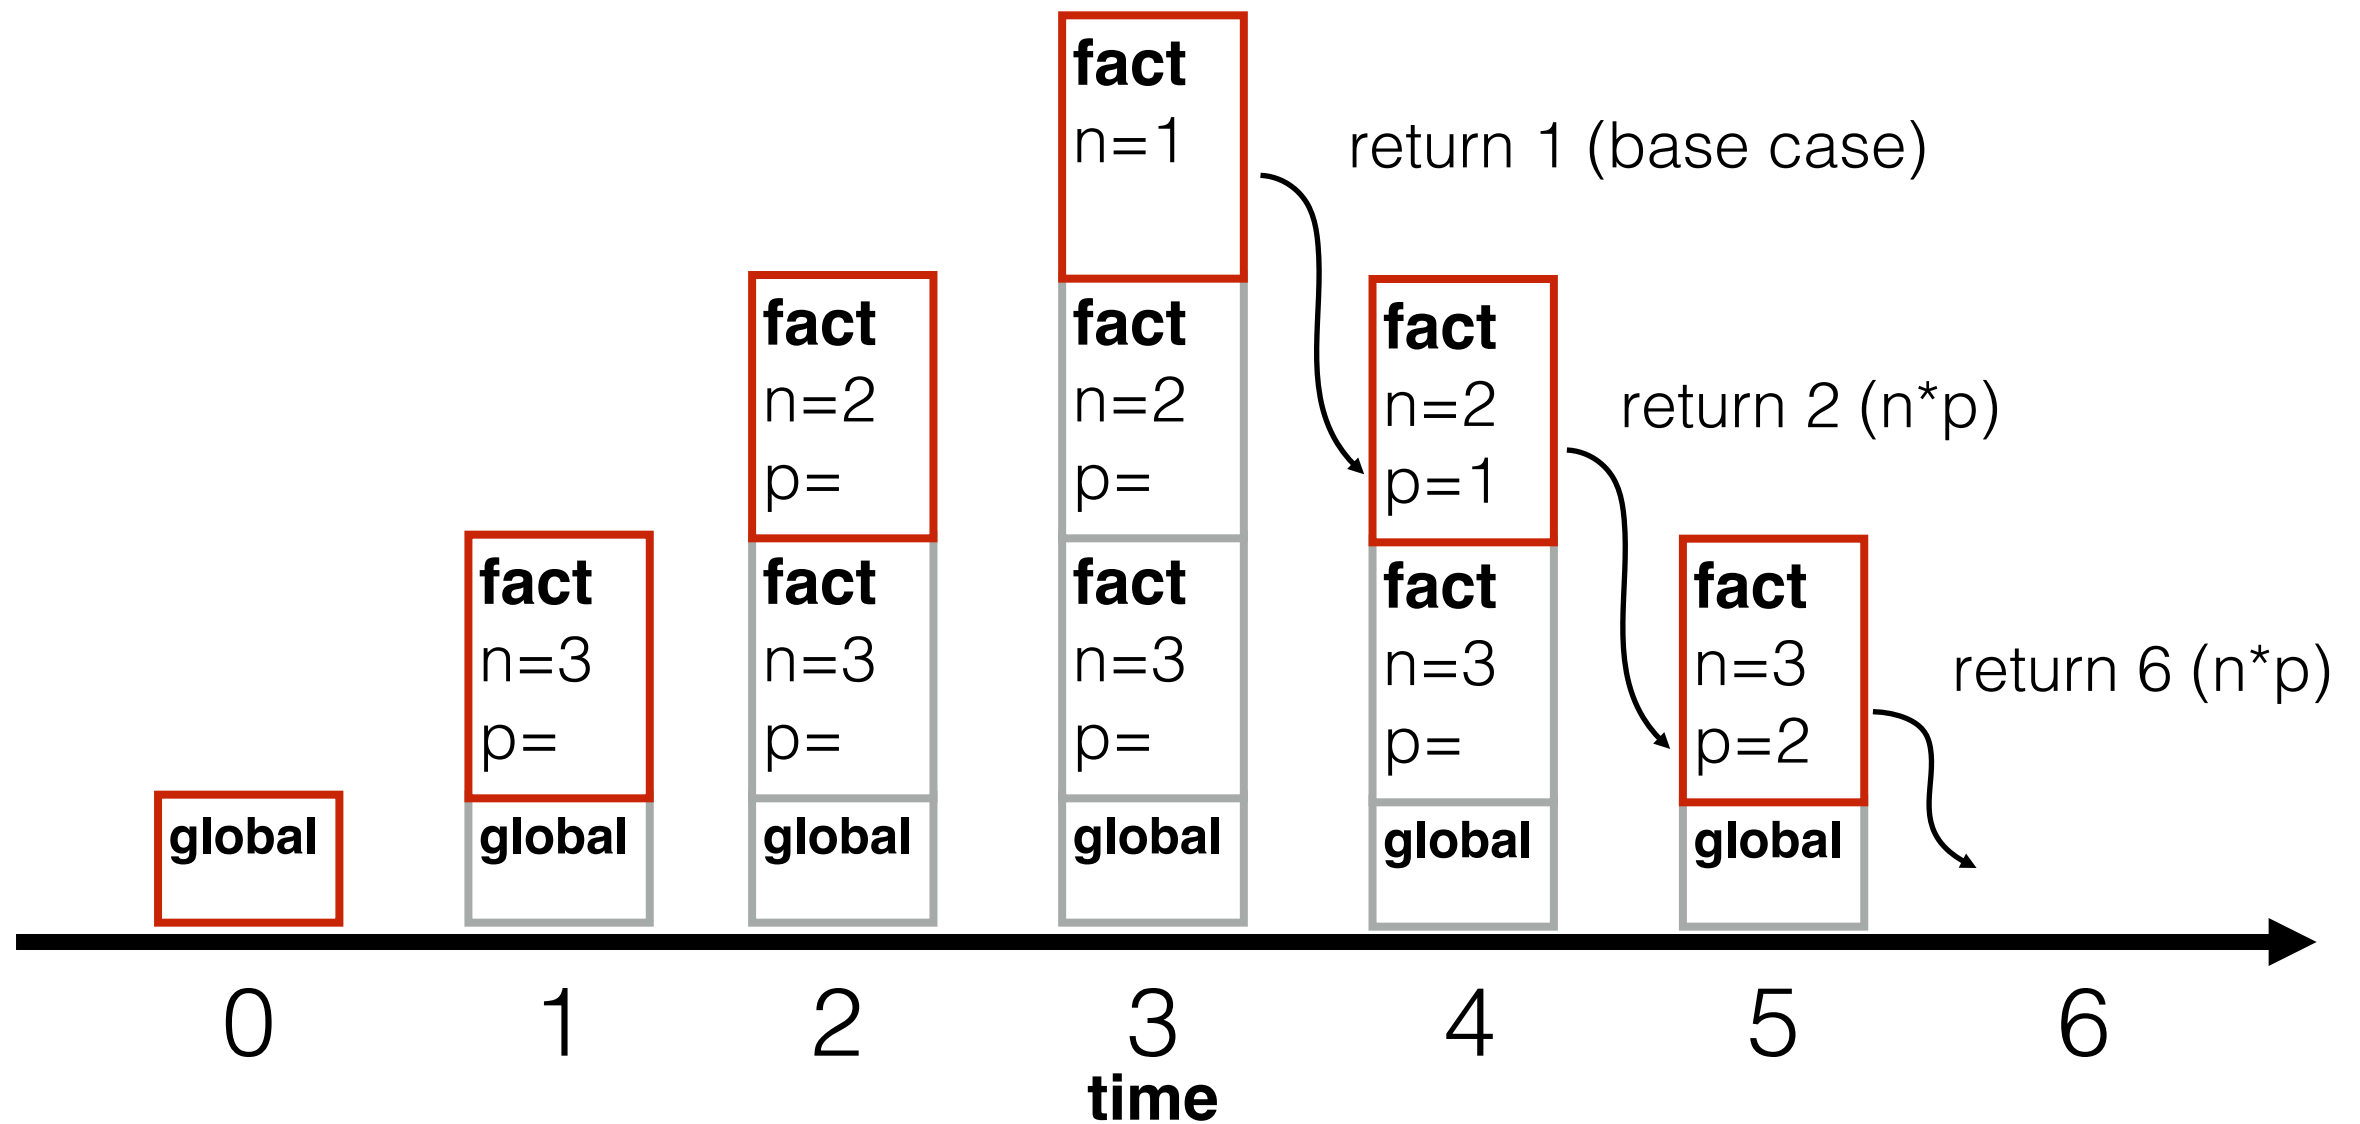 fact
n=1
return 1 (base case)
fact
n=2
p=
fact
n=2
p=
fact
n=2
p=1
return 2 (n*p)
fact
n=3
p=
fact
n=3
p=
fact
n=3
p=
fact
n=3
p=
fact
n=3
p=2
return 6 (n*p)
global
global
global
global
global
global
0 1 2 3 4 5 6
time